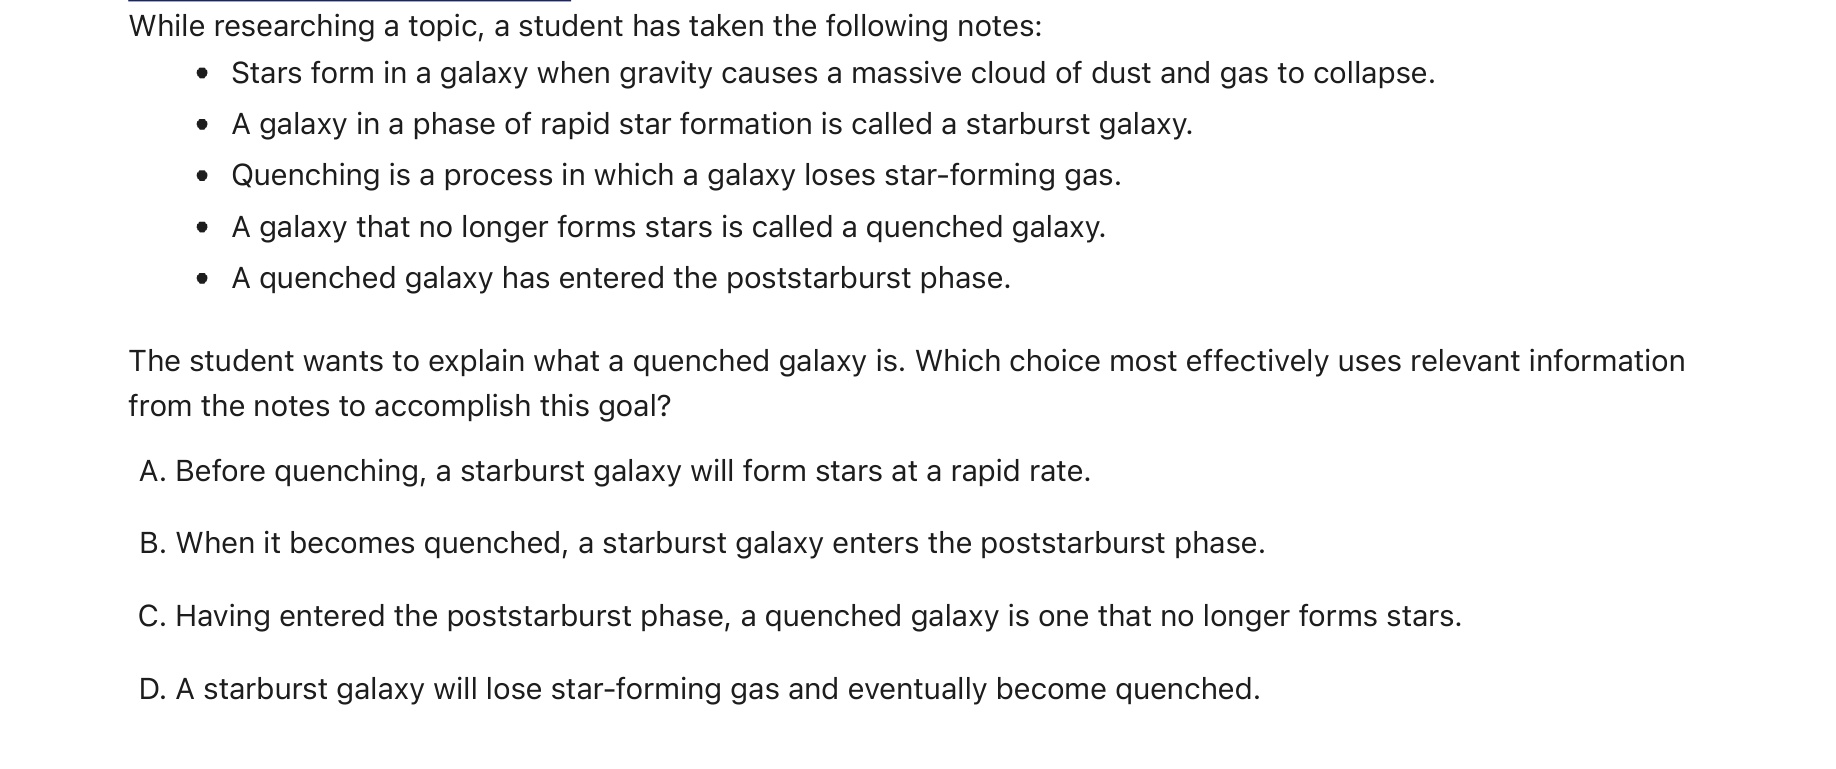 While researching a topic, a student has taken the following notes:
• Stars form in a galaxy when gravity causes a massive cloud of dust and gas to collapse.
• A galaxy in a phase of rapid star formation is called a starburst galaxy.
• Quenching is a process in which a galaxy loses star-forming gas.
• A galaxy that no longer forms stars is called a quenched galaxy.
• A quenched galaxy has entered the poststarburst phase.
The student wants to explain what a quenched galaxy is. Which choice most effectively uses relevant information
from the notes to accomplish this goal?
A. Before quenching, a starburst galaxy will form stars at a rapid rate.
B. When it becomes quenched, a starburst galaxy enters the poststarburst phase.
C. Having entered the poststarburst phase, a quenched galaxy is one that no longer forms stars.
D. A starburst galaxy will lose star-forming gas and eventually become quenched.